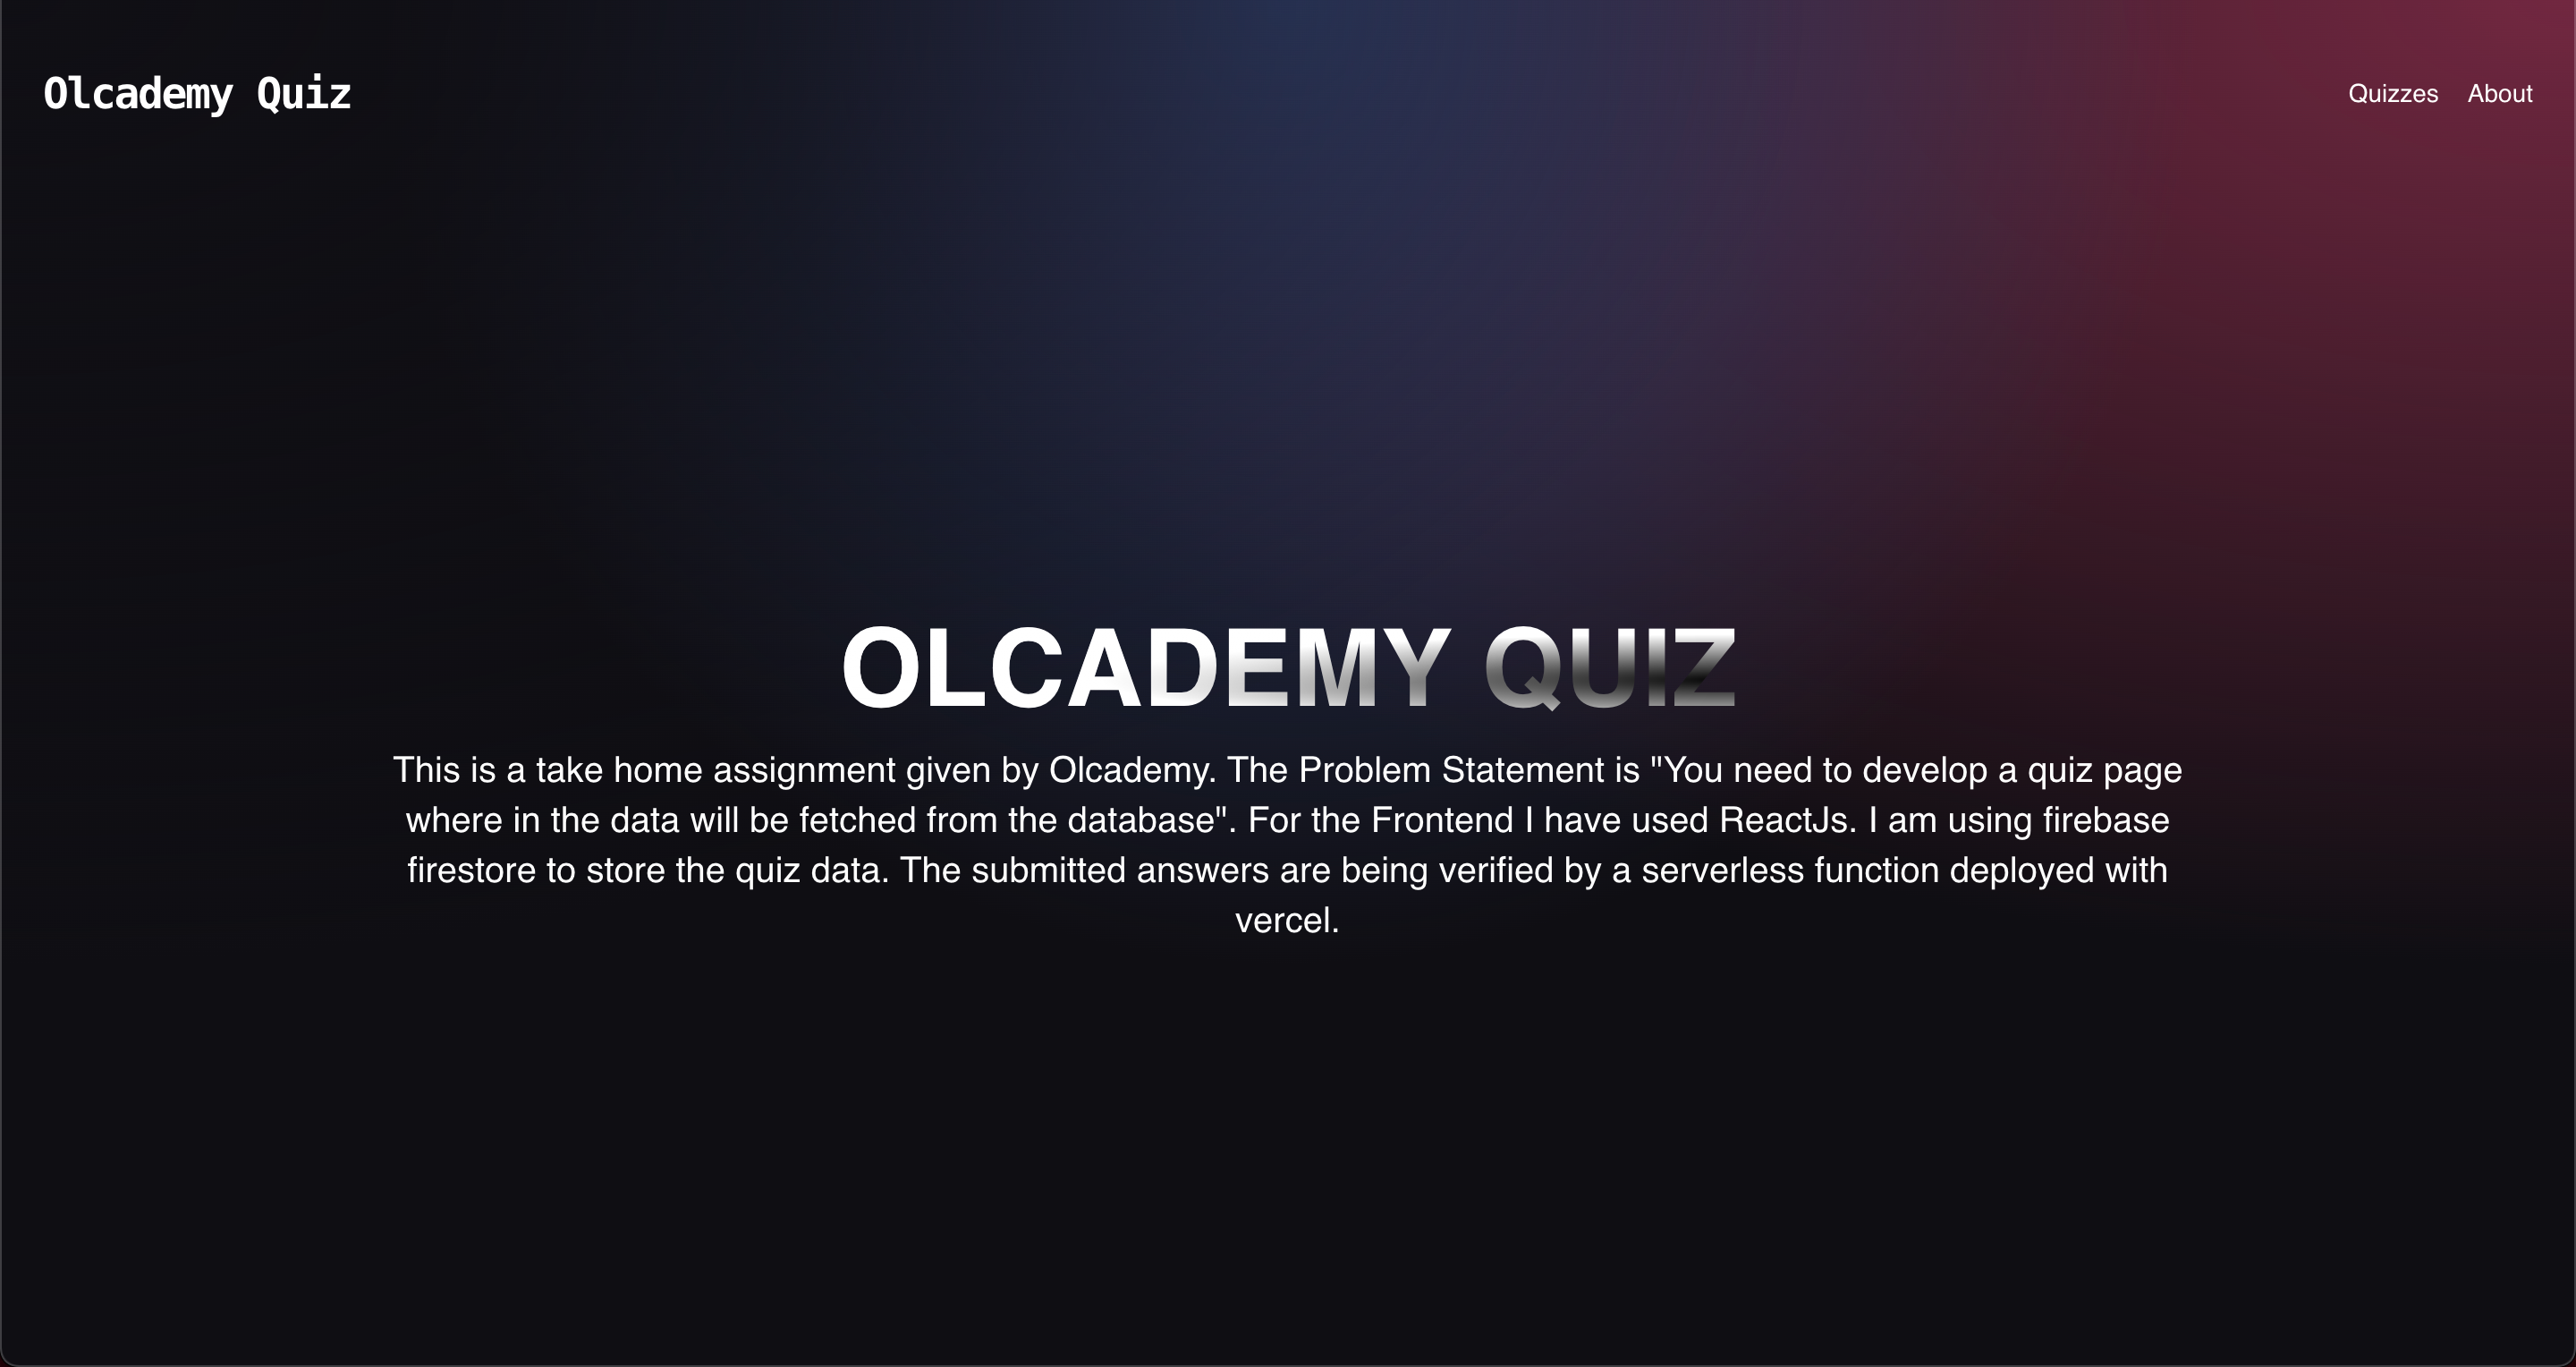 Olcademy Quiz
Quizzes About
OLCADEMY QUIZ
This is a take home assignment given by Olcademy. The Problem Statement is "You need to develop a quiz page
where in the data will be fetched from the database". For the Frontend I have used ReactJs. I am using firebase
firestore to store the quiz data. The submitted answers are being verified by a serverless function deployed with
vercel.